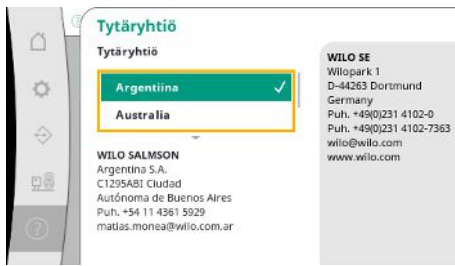 Tytäryhtiö
Tytäryhtiö
Argentiina
Australia
WILO SALMSON
Argentina S.A.
C1295ABI Ciudad
Autónoma de Buenos Aires
Puh. +54 11 4361 5929
matias.monea@wilo.com.ar
WILO SE
Wilopark 1
D-44263 Dortmund
Germany
Puh. +49(0)231 4102-0
Puh. +49(0)231 4102-7363
wilo@wilo.com
www.wilo.com